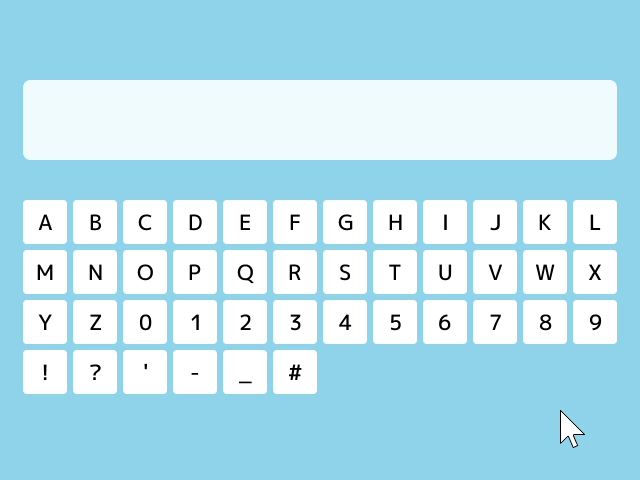 A B C D E F G H I J K L
M N O P Q R S T U V W X
Y Z 0 1 2 3 4 5 6 7 8 9
! ? ' - _ #